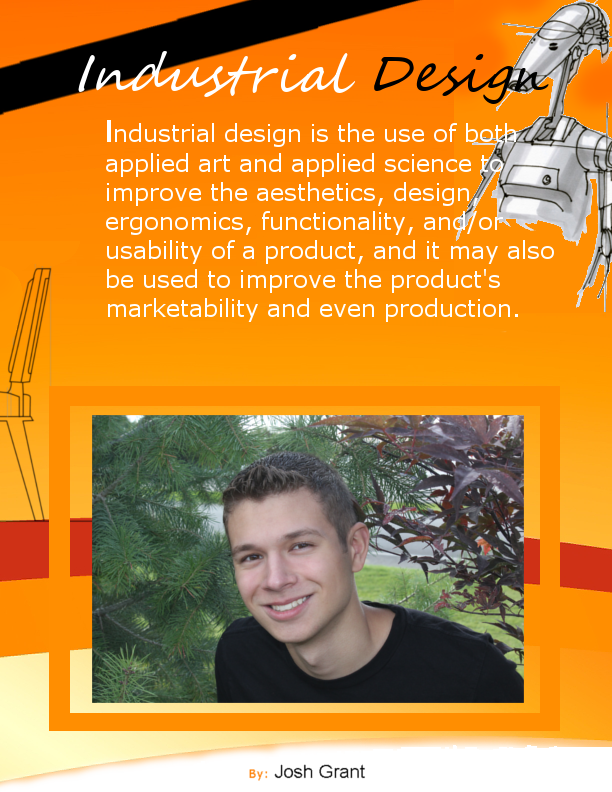 Industrial Design
Industrial design is the use of both
applied art and applied science to
improve the aesthetics, design
ergonomics, functionality, and/or
usability of a product, and it may also
be used to improve the product's
marketability and even production.
By: Josh Grant